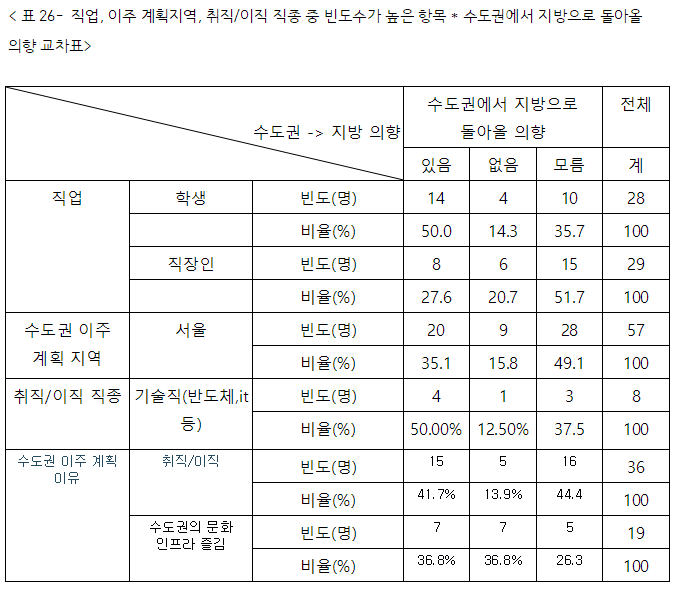 < 표 26- 직업, 이주 계획지역, 취직/이직 직종 중 빈도수가 높은 항목 * 수도권에서 지방으로 돌아올
의향 교차표>
수도권 -> 지방 의향
수도권에서 지방으로
돌아올 의향
전체
있음 없음 모름 계
직업 학생 빈도(명) 14 4 10 28
비율(%) 50.0 14.3 35.7 100
직장인 빈도(명) 8 6 15 29
비율(%) 27.6 20.7 51.7 100
수도권 이주
계획 지역
서울 빈도(명) 20 9 28 57
비율(%) 35.1 15.8 49.1 100
취직/이직 직종
기술직(반도체,it
등)
빈도(명) 4 1 3 8
비율(%) 50.00% 12.50% 37.5 100
수도권 이주 계획
이유
취직/이직 빈도(명) 15 5 16 36
비율(%) 41.7% 13.9% 44.4 100
수도권의 문화
인프라 즐김
빈도(명) 7 7 5 19
비율(%) 36.8% 36.8% 26.3 100